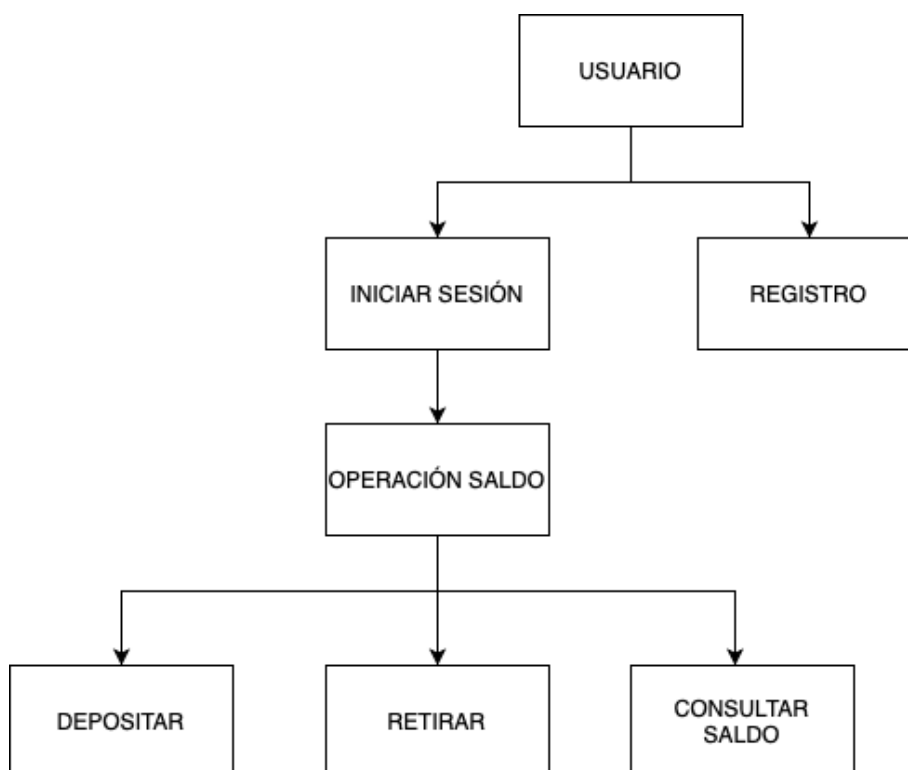 USUARIO
INICIAR SESIÓN
REGISTRO
OPERACIÓN SALDO
DEPOSITAR
RETIRAR
CONSULTAR
SALDO